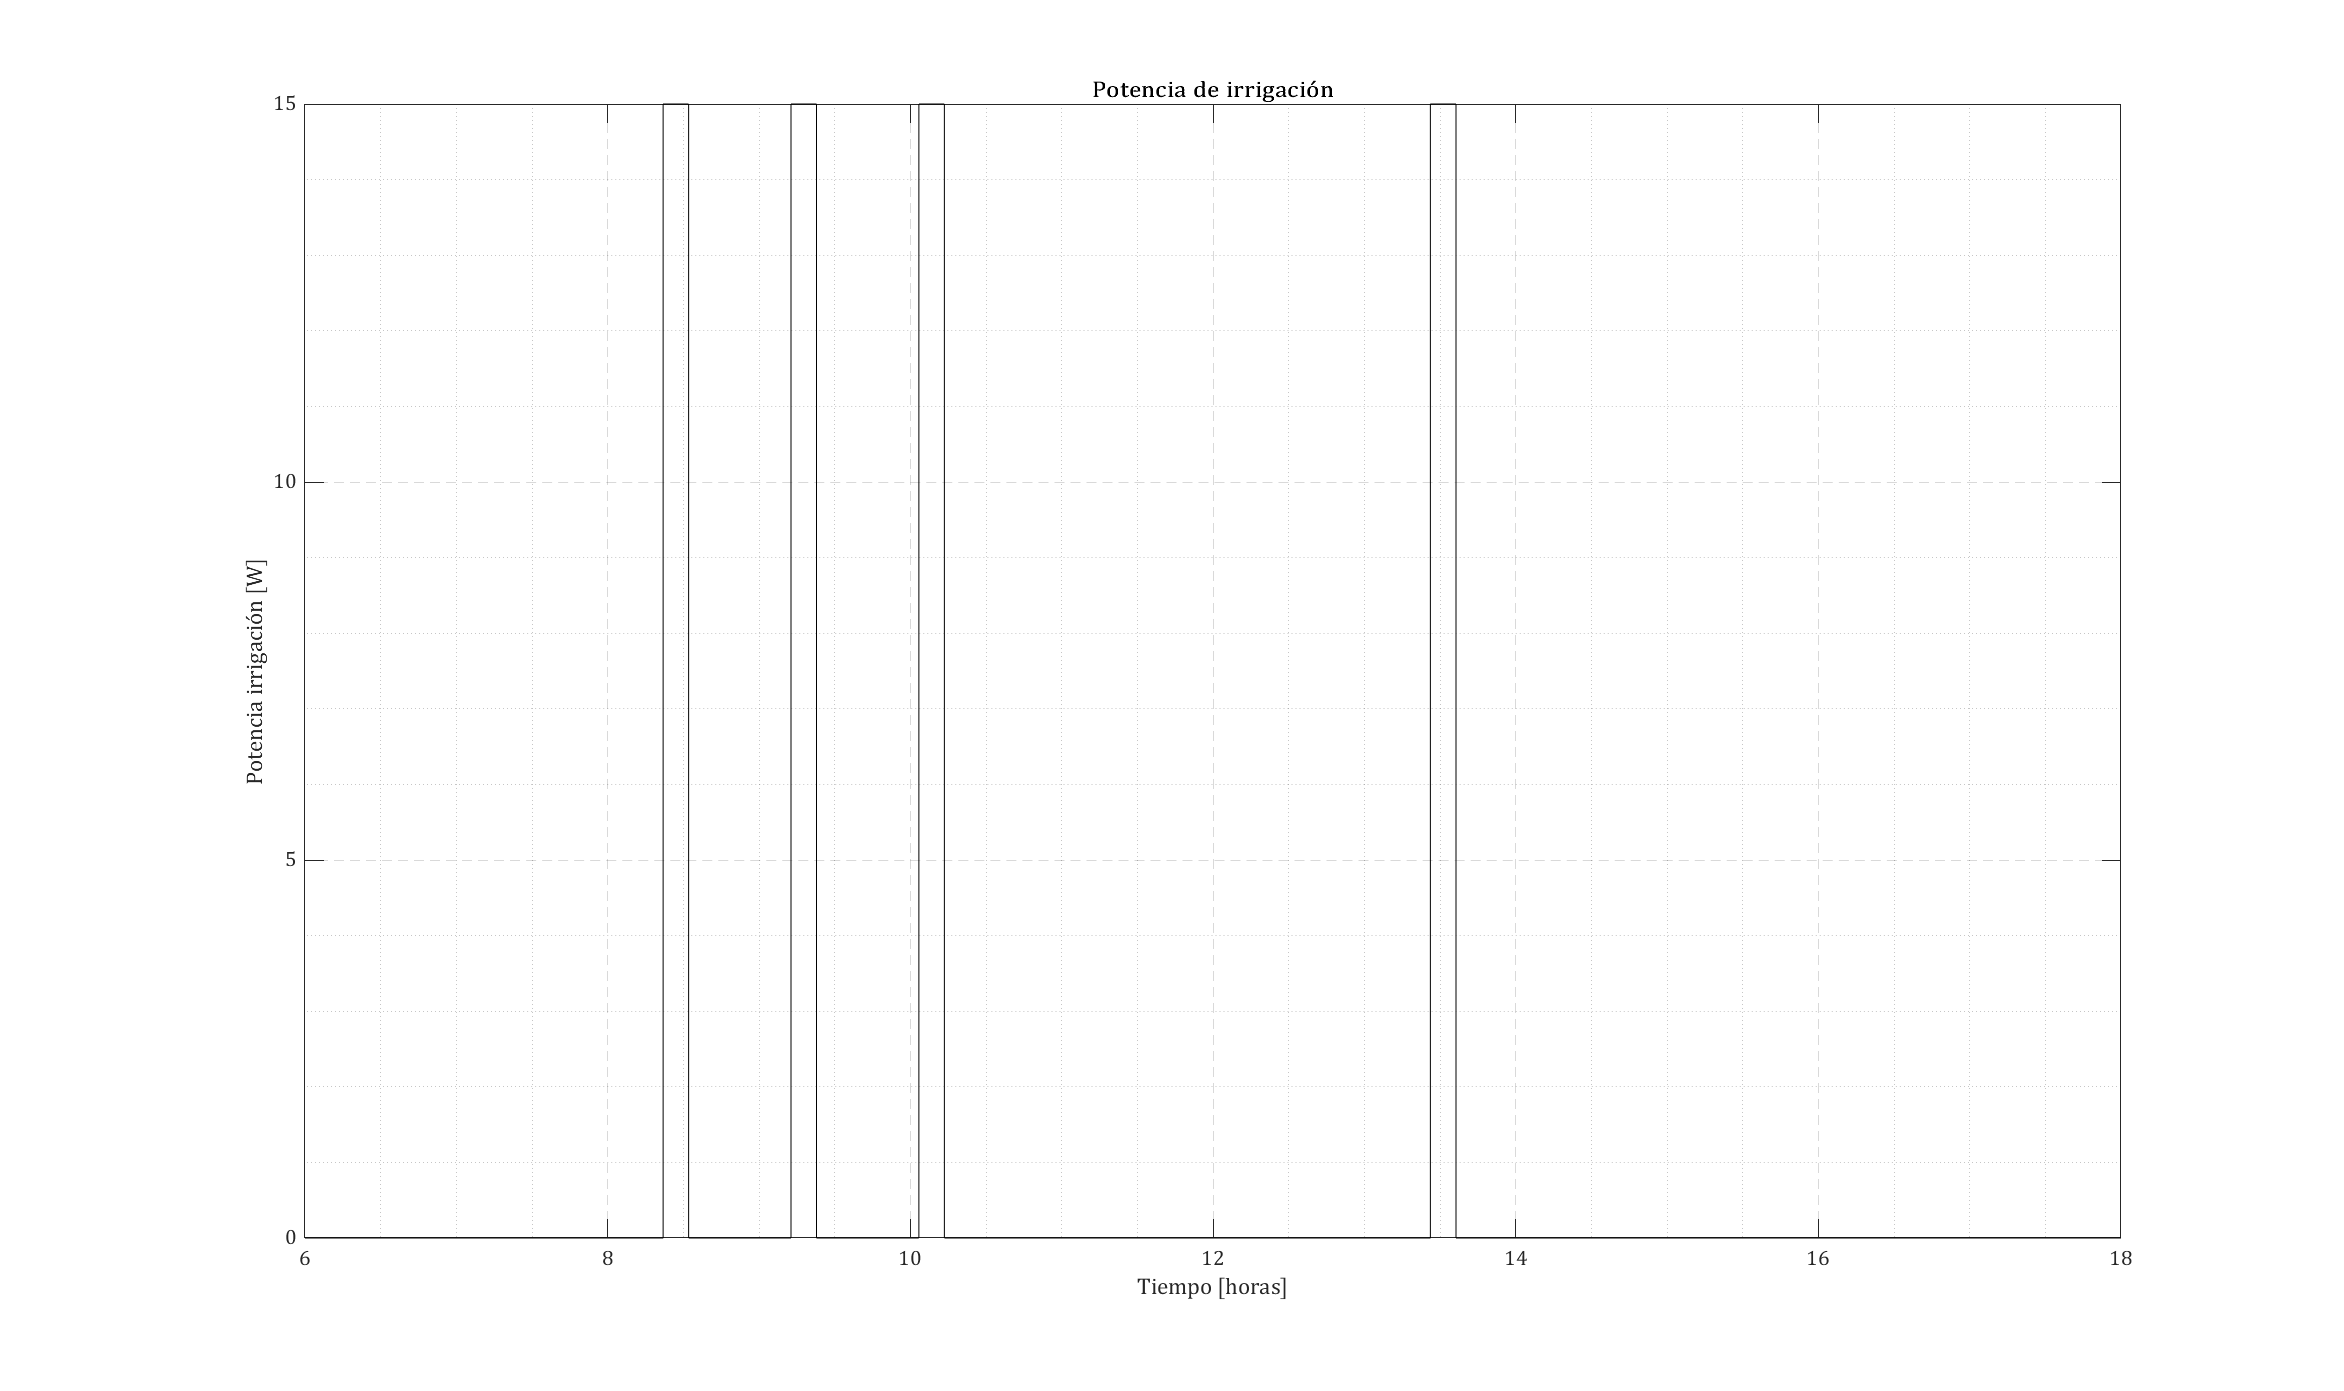 Potencia de irrigación
15
10
5
0
Potencia irrigación [W]
6 8 10 12 14 16 18
Tiempo [horas]